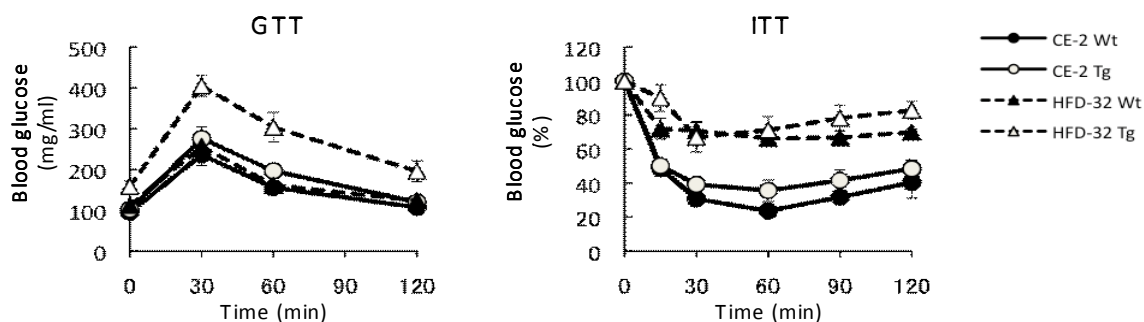 GTT
Blood glucose
(mg/ml)
500
400
300
200
100
0
0 30 60 90 120
Time (min)
ITT
Blood glucose
(%)
120
100
80
60
40
20
0
0 30 60 90 120
Time (min)
CE-2 Wt
CE-2 Tg
HFD-32 Wt
HFD-32 Tg